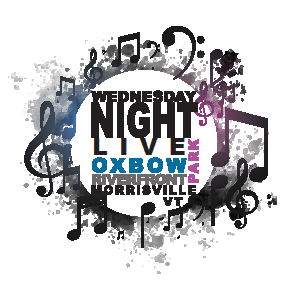 WEDNESDAY
NIGHT
LIVE
OXBOW
PARK
RIVERFRONT
MORRISVILLE
VT